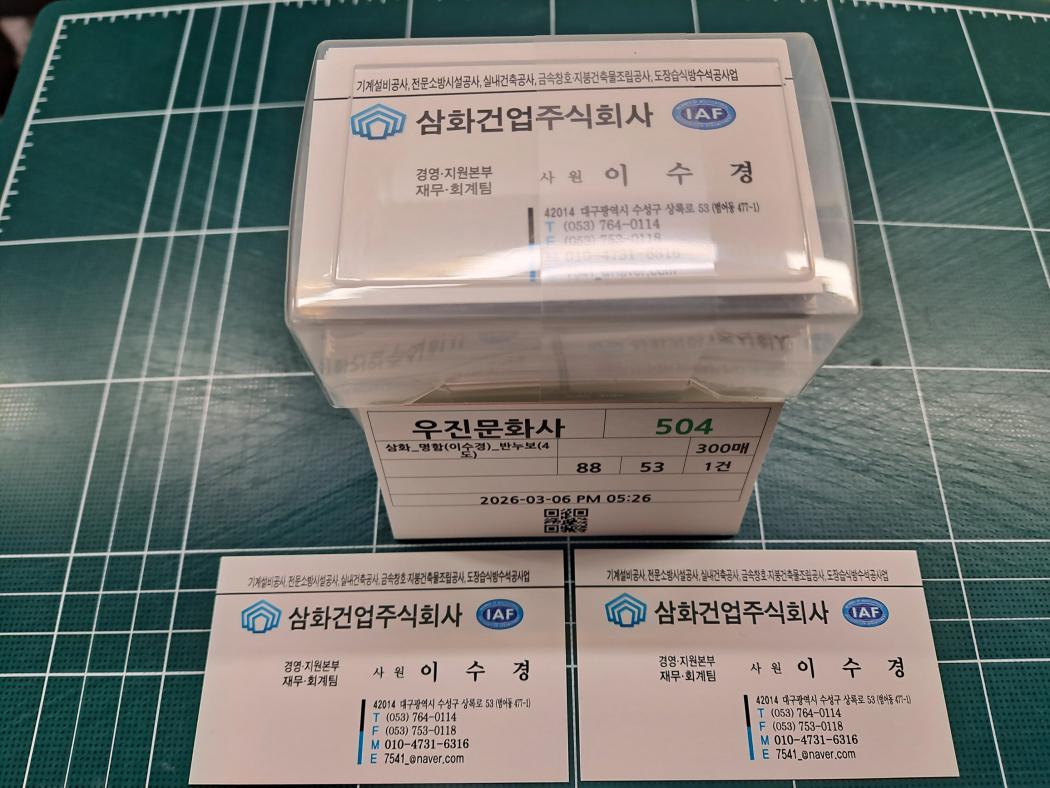 기계설비공사, 전문소방시설공사, 실내건축공사, 금속창호·지붕건축물조립공사, 도장습식방수석공사업
삼화건업주식회사 IAF
경영·지원본부
재무·회계팀
사 원 이 수 경
42014 대구광역시 수성구 상록로 53 (범어동 477-1)
T (053) 764-0114
F (053) 753-0118
M 010-4731-6316
7541_@naver.com
우진문화사 504
삼화_명함(이수경)_반누보(4
도)
300매
88 53 1건
2026-03-06 PM 05:26
기계설비공사, 전문소방시설공사, 실내건축공사, 금속창호·지붕건축물조립공사, 도장습식방수석공사업
삼화건업주식회사 IAF
경영·지원본부
재무·회계팀
사 원 이 수 경
42014 대구광역시 수성구 상록로 53 (범어동 477-1)
T (053) 764-0114
F (053) 753-0118
M 010-4731-6316
E 7541_@naver.com
기계설비공사, 전문소방시설공사, 실내건축공사, 금속창호·지붕건축물조립공사, 도장습식방수석공사업
삼화건업주식회사 IAF
경영·지원본부
재무·회계팀
사 원 이 수 경
42014 대구광역시 수성구 상록로 53 (범어동 477-1)
T (053) 764-0114
F (053) 753-0118
M 010-4731-6316
E 7541_@naver.com